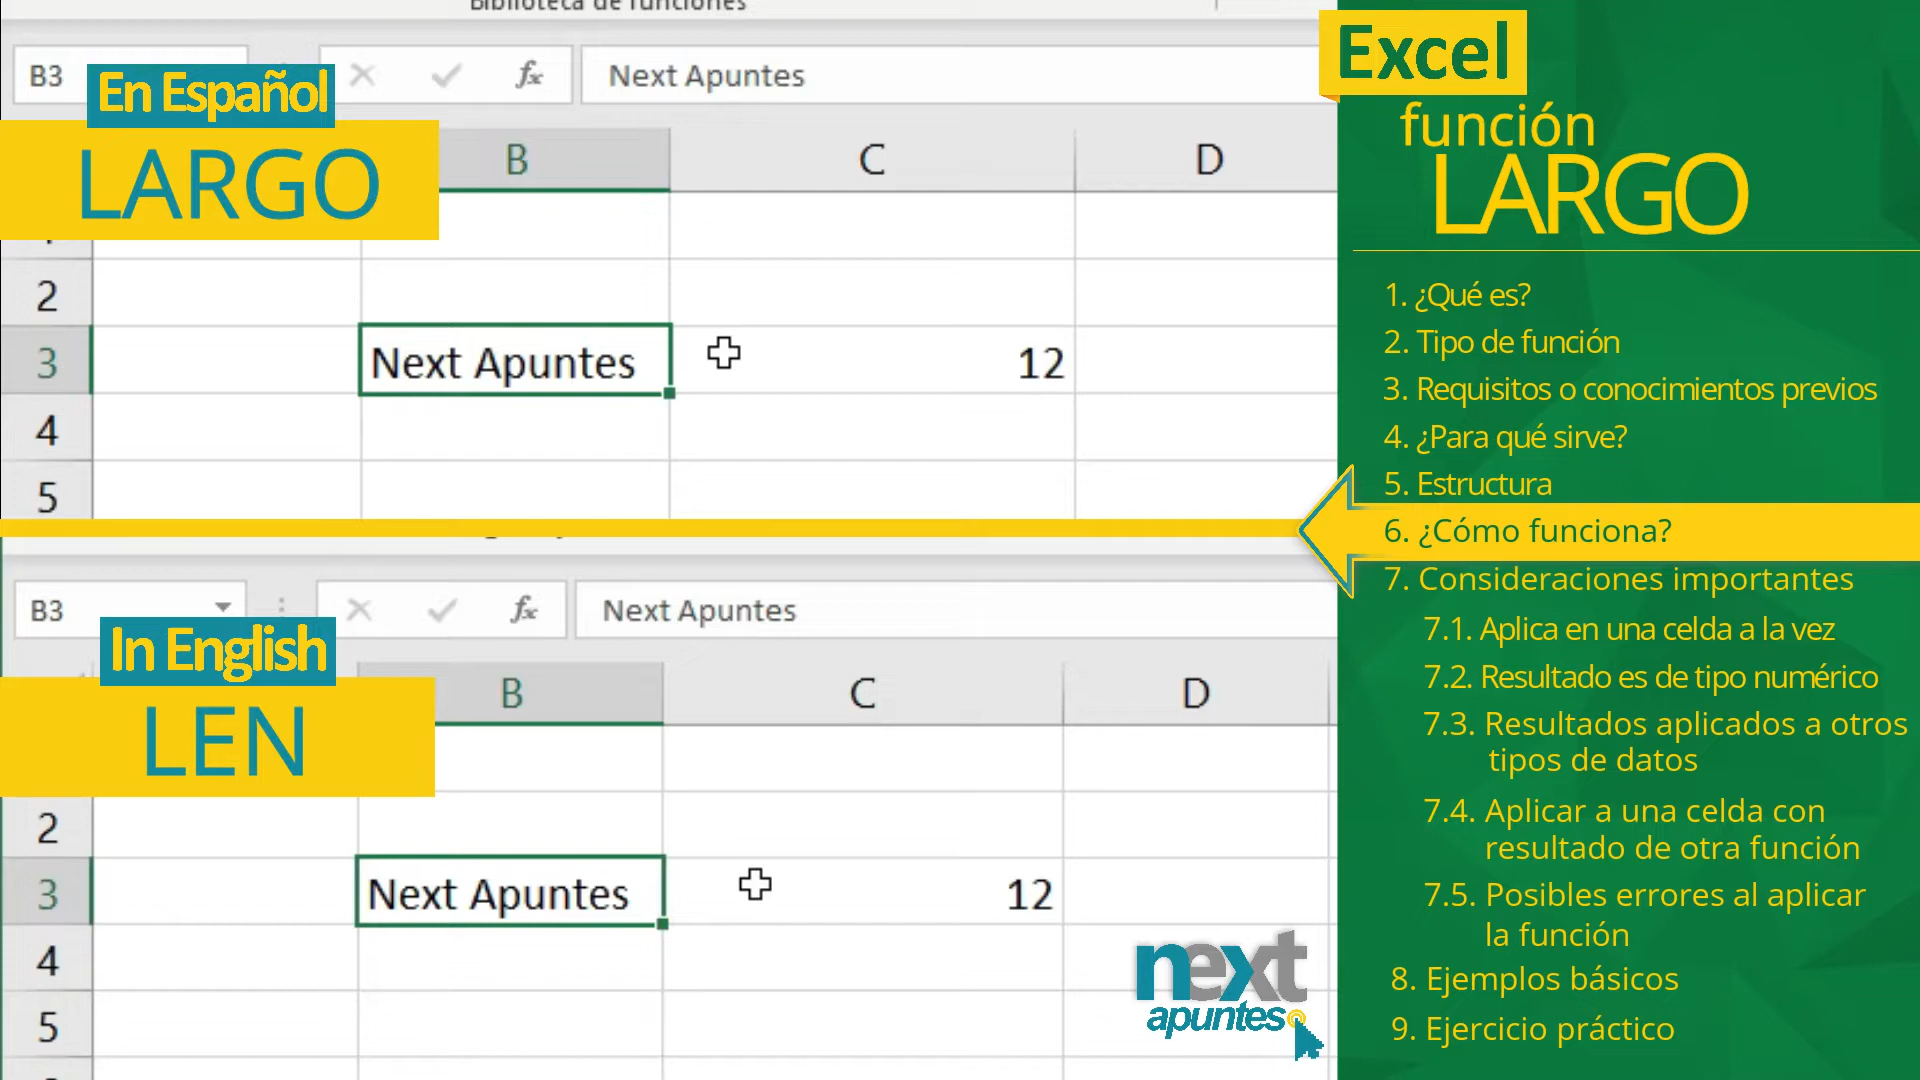 Biblioteca de funciones
B3
fx
Next Apuntes
En Español
LARGO
B
C
D
2
3
Next Apuntes
12
4
5
B3
fx
Next Apuntes
In English
LEN
B
C
D
2
3
Next Apuntes
12
4
5
next
apuntes
Excel
función
LARGO
1. ¿Qué es?
2. Tipo de función
3. Requisitos o conocimientos previos
4. ¿Para qué sirve?
5. Estructura
6. ¿Cómo funciona?
7. Consideraciones importantes
7.1. Aplica en una celda a la vez
7.2. Resultado es de tipo numérico
7.3. Resultados aplicados a otros
tipos de datos
7.4. Aplicar a una celda con
resultado de otra función
7.5. Posibles errores al aplicar
la función
8. Ejemplos básicos
9. Ejercicio práctico